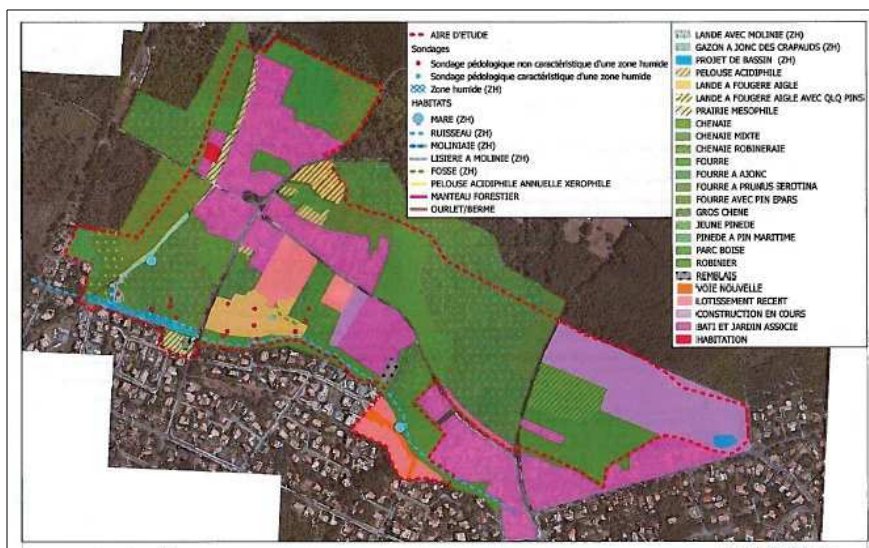 AIRE D'ETUDE
Sondages
Sondage pédologique non caractéristique d'une zone humide
Sondage pédologique caractéristique d'une zone humide
Zone humide (ZH)
HABITATS
MARE (ZH)
RUISSEAU (ZH)
MOLINIAIE (ZH)
LISIERE A MOLINIE (ZH)
FOSSE (ZH)
PELOUSE ACIDIPHILE ANNUELLE XEROPHILE
MANTEAU FORESTIER
OURLET/BERME
LANDE AVEC MOLINIE (ZH)
GAZON A JONC DES CRAPAUDS (ZH)
PROJET DE BASSIN (ZH)
PELOUSE ACIDIPHILE
LANDE A FOUGERE AIGLE
LANDE A FOUGERE AIGLE AVEC QLQ PINS
PRAIRIE MESOPHILE
CHENAIE
CHENAIE MIXTE
CHENAIE ROBINERAIE
FOURRE
FOURRE A AJONC
FOURRE A PRUNUS SEROTINA
FOURRE AVEC PIN EPARS
GROS CHENE
JEUNE PINEDE
PINEDE A PIN MARITIME
PARC BOISE
ROBINIER
REMBLAIS
VOIE NOUVELLE
LOTISSEMENT RECENT
CONSTRUCTION EN COURS
BATI ET JARDIN ASSOCIE
HABITATION